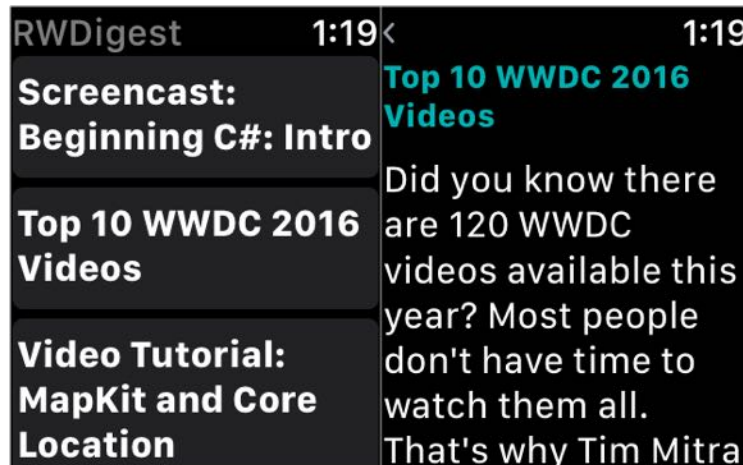 RWDigest 1:19
Screencast:
Beginning C#: Intro
Top 10 WWDC 2016
Videos
Video Tutorial:
MapKit and Core
Location
< 1:19
Top 10 WWDC 2016
Videos
Did you know there
are 120 WWDC
videos available this
year? Most people
don't have time to
watch them all.
That's why Tim Mitra